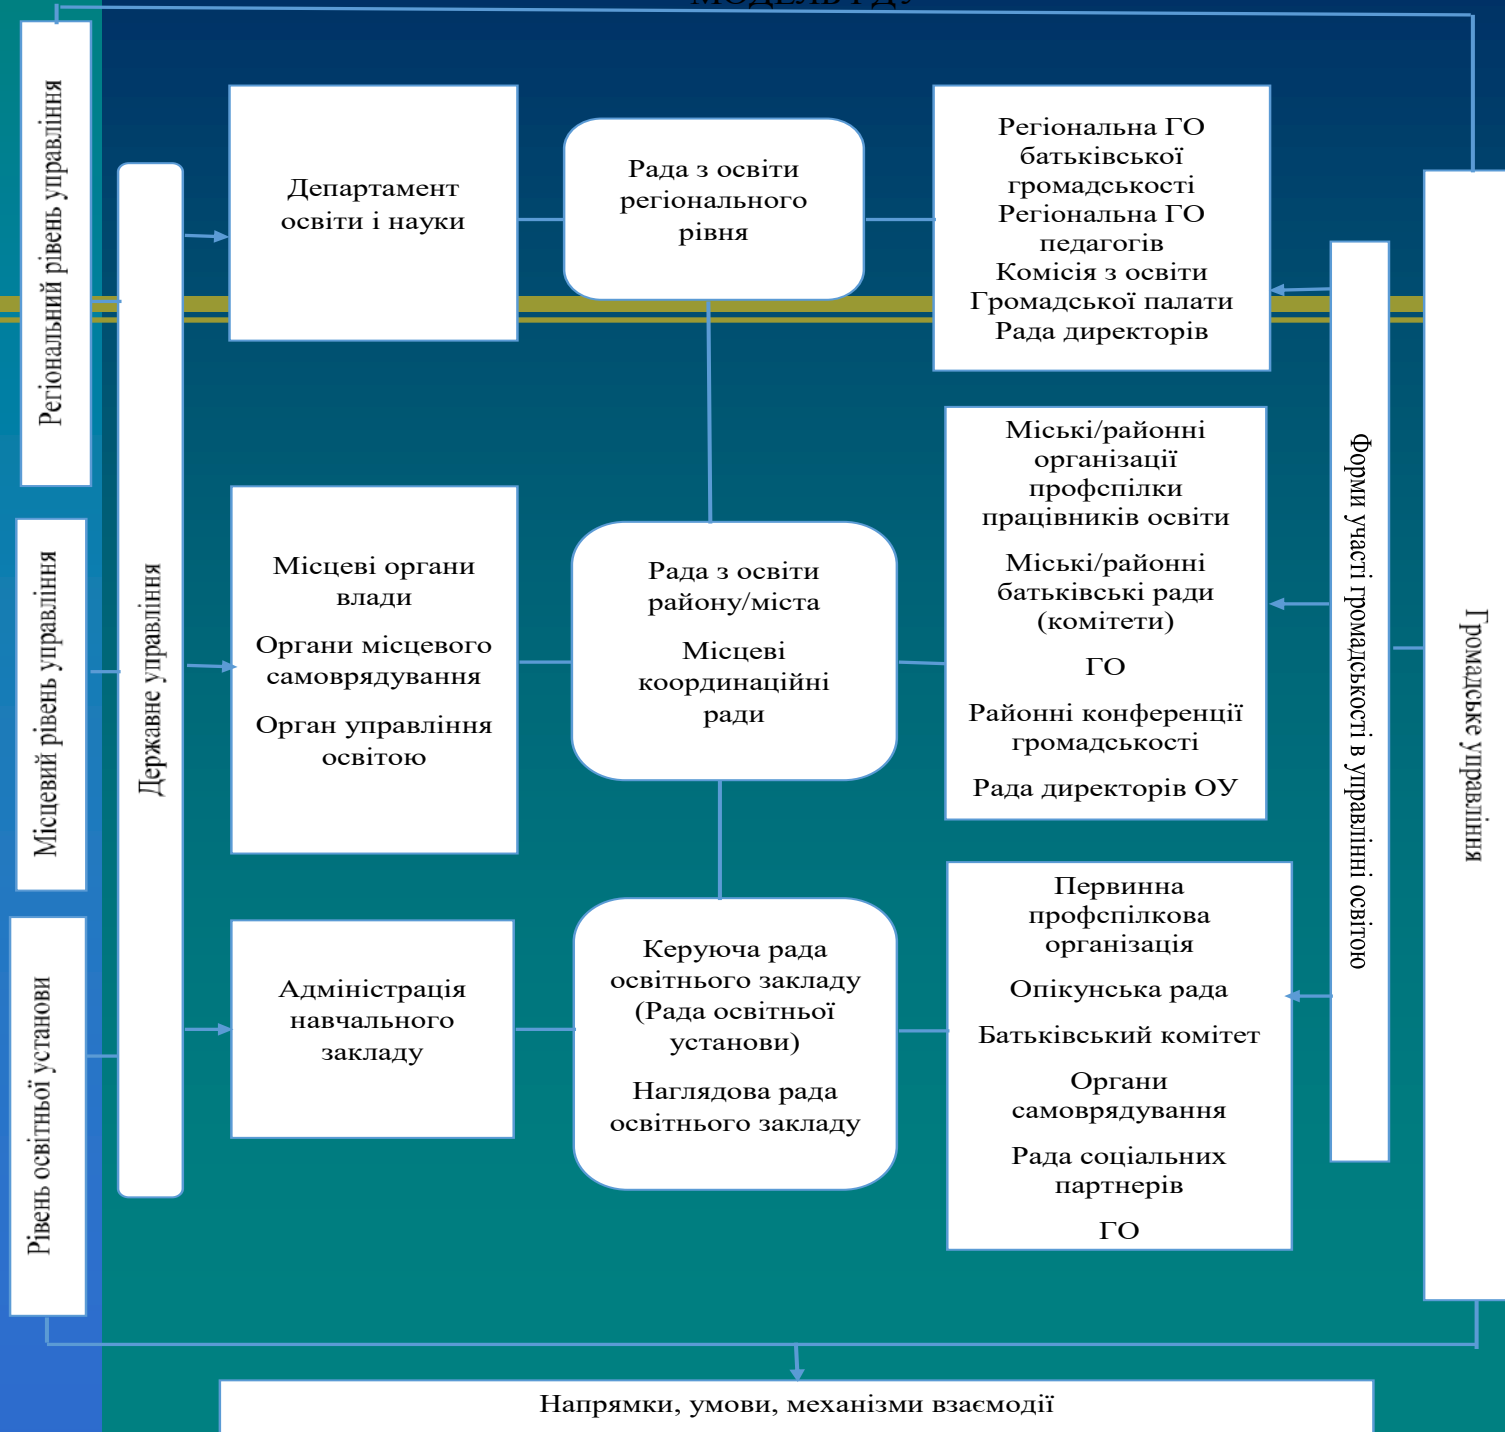 МОДЕЛЬ ГДУ
Регіональний рівень управління
Місцевий рівень управління
Рівень освітньої установи
Державне управління
Департамент
освіти і науки
Рада з освіти
регіонального
рівня
Регіональна ГО
батьківської
громадськості
Регіональна ГО
педагогів
Комісія з освіти
Громадської палати
Рада директорів
Місцеві органи
влади
Органи місцевого
самоврядування
Орган управління
освітою
Рада з освіти
району/міста
Місцеві
координаційні
ради
Міські/районні
організації
профспілки
працівників освіти
Міські/районні
батьківські ради
(комітети)
ГО
Районні конференції
громадськості
Рада директорів ОУ
Адміністрація
навчального
закладу
Керуюча рада
освітнього закладу
(Рада освітньої
установи)
Наглядова рада
освітнього закладу
Первинна
профспілкова
організація
Опікунська рада
Батьківський комітет
Органи
самоврядування
Рада соціальних
партнерів
ГО
Форми участі громадськості в управлінні освітою
Громадське управління
Напрямки, умови, механізми взаємодії